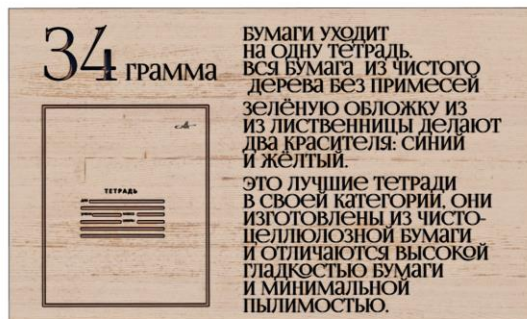 34 ГРАММА
БУМАГИ УХОДИТ
НА ОДНУ ТЕТРАДЬ.
ВСЯ БУМАГА ИЗ ЧИСТОГО
ДЕРЕВА БЕЗ ПРИМЕСЕЙ
ЗЕЛЁНУЮ ОБЛОЖКУ ИЗ
ИЗ ЛИСТВЕННИЦЫ ДЕЛАЮТ
ДВА КРАСИТЕЛЯ: СИНИЙ
И ЖЁЛТЫЙ.
ЭТО ЛУЧШИЕ ТЕТРАДИ
В СВОЕЙ КАТЕГОРИИ, ОНИ
ИЗГОТОВЛЕНЫ ИЗ ЧИСТО-
ЦЕЛЛЮЛОЗНОЙ БУМАГИ
И ОТЛИЧАЮТСЯ ВЫСОКОЙ
ГЛАДКОСТЬЮ БУМАГИ
И МИНИМАЛЬНОЙ
ПЫЛИМОСТЬЮ.
ТЕТРАДЬ